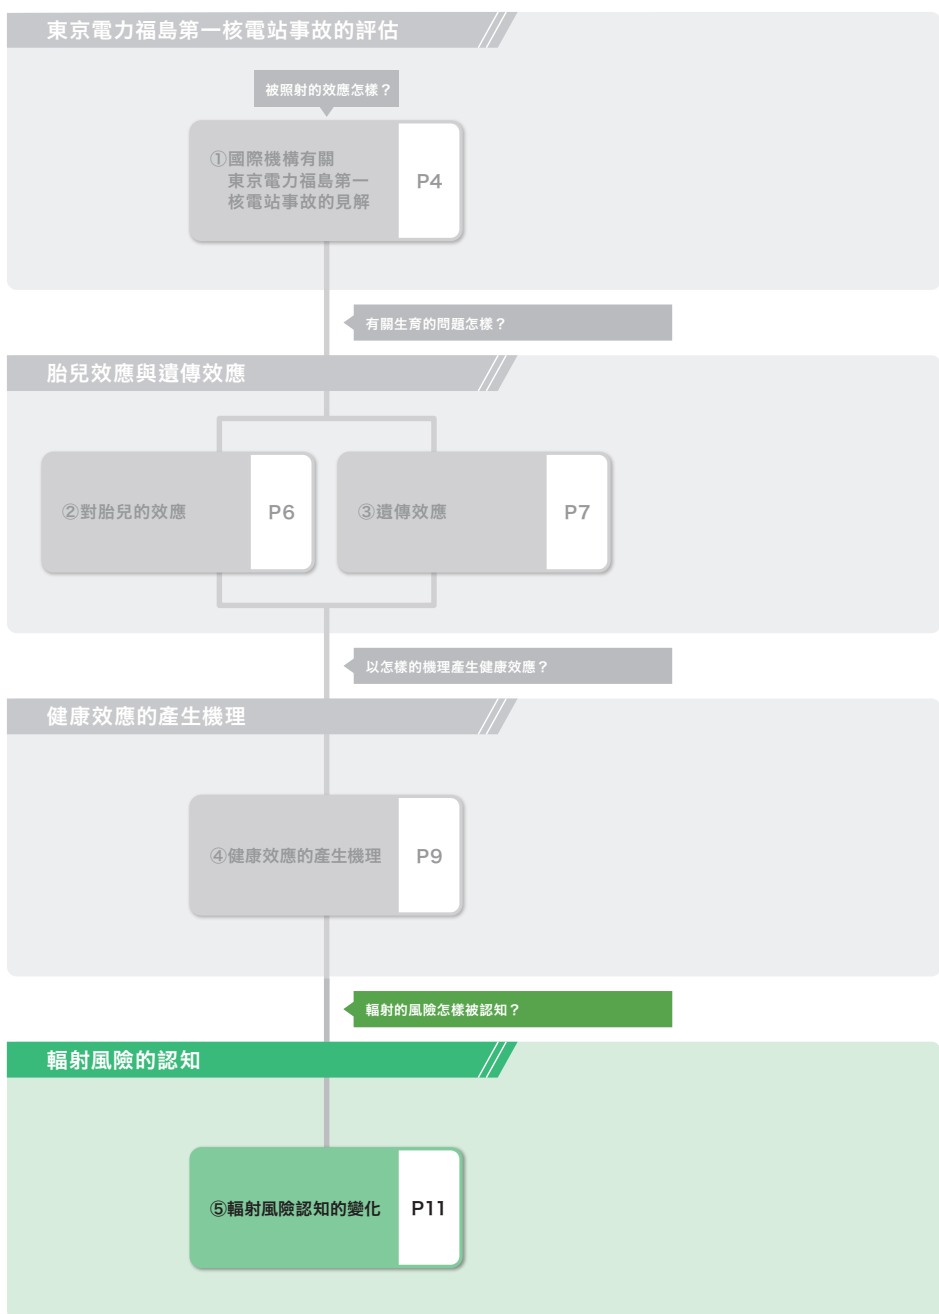 東京電力福島第一核電站事故的評估
被照射的效應怎樣？
①國際機構有關
東京電力福島第一
核電站事故的見解
P4
有關生育的問題怎樣？
胎兒效應與遺傳效應
②對胎兒的效應
P6
③遺傳效應
P7
以怎樣的機理產生健康效應？
健康效應的產生機理
④健康效應的產生機理
P9
輻射的風險怎樣被認知？
輻射風險的認知
⑤輻射風險認知的變化
P11